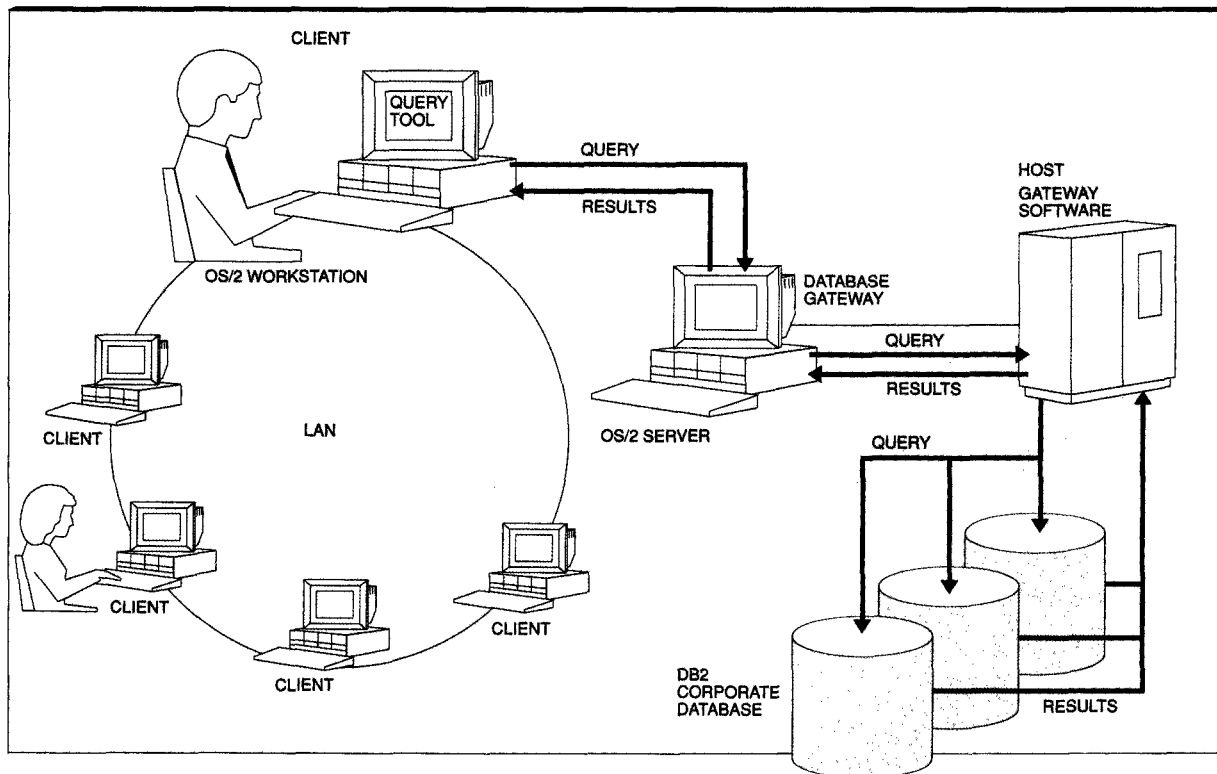 CLIENT
QUERY
TOOL
QUERY
RESULTS
HOST
GATEWAY
SOFTWARE
OS/2 WORKSTATION
DATABASE
GATEWAY
QUERY
RESULTS
CLIENT
LAN
OS/2 SERVER
QUERY
CLIENT
CLIENT
CLIENT
DB2
CORPORATE
DATABASE
RESULTS